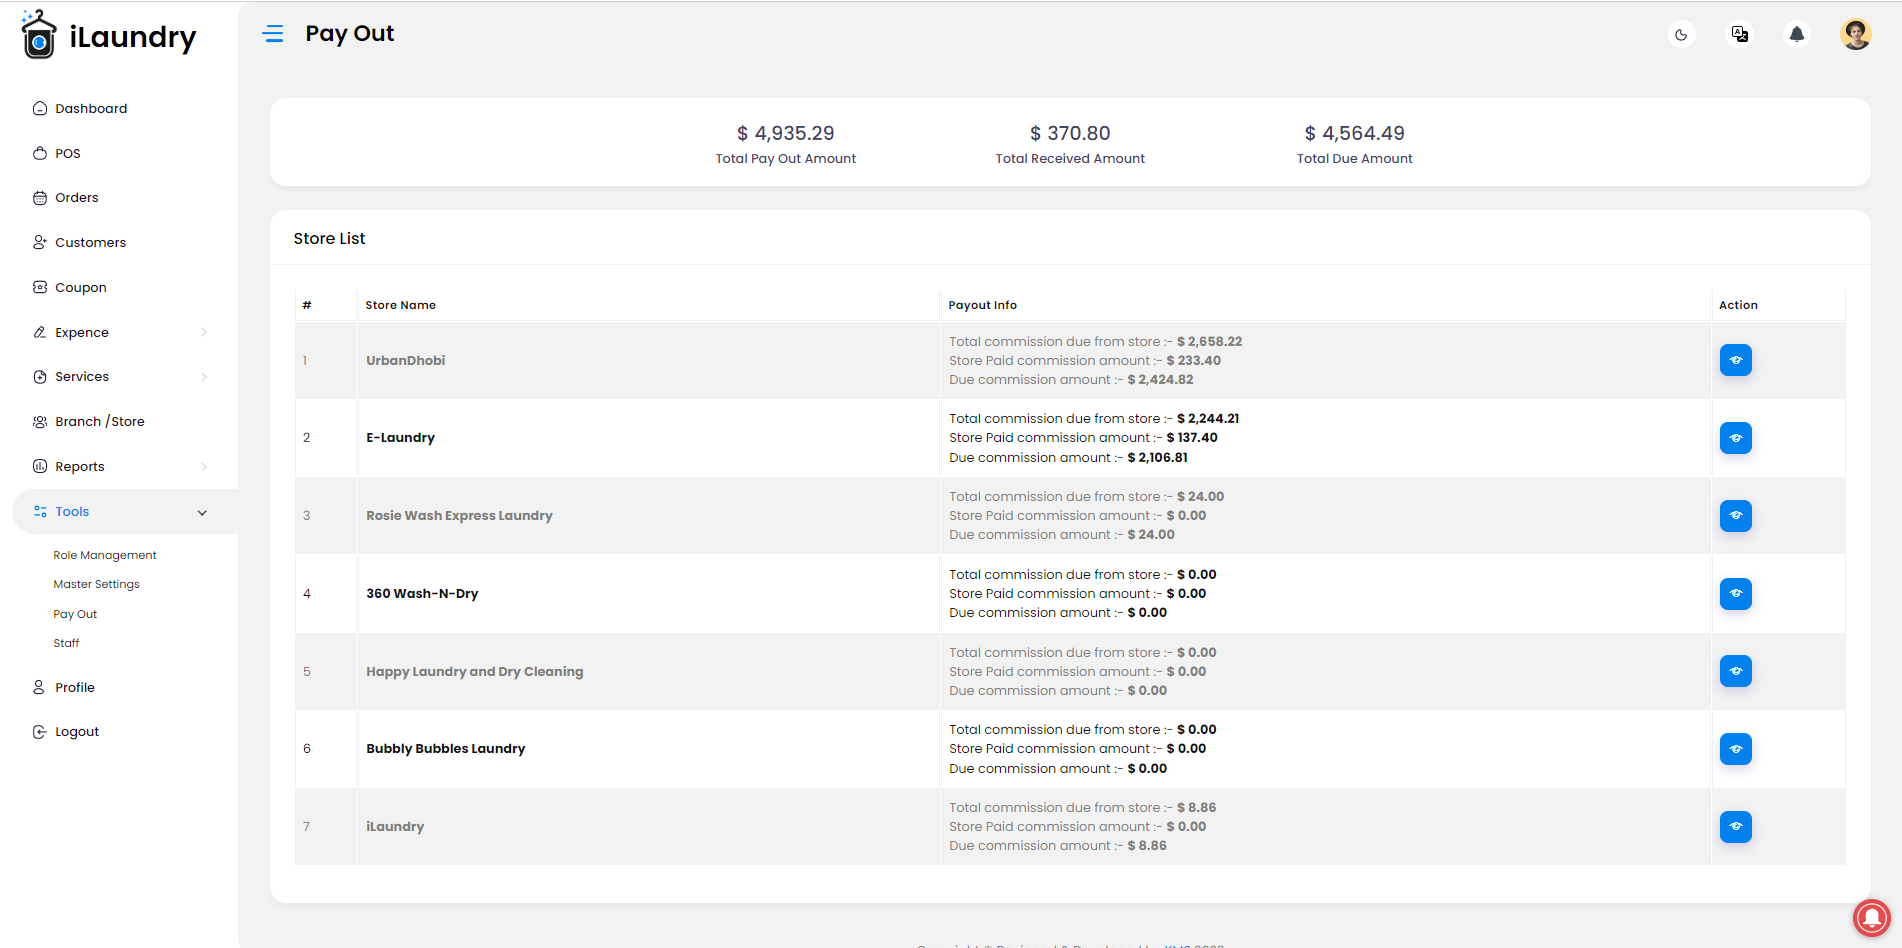 iLaundry
Pay Out
Dashboard
POS
Orders
Customers
Coupon
Expence
Services
Branch /Store
Reports
Tools
Role Management
Master Settings
Pay Out
Staff
Profile
Logout
$ 4,935.29
Total Pay Out Amount
$ 370.80
Total Received Amount
$ 4,564.49
Total Due Amount
Store List
# Store Name Payout Info Action
1 UrbanDhobi
Total commission due from store :- $ 2,658.22
Store Paid commission amount :- $ 233.40
Due commission amount :- $ 2,424.82
2 E-Laundry
Total commission due from store :- $ 2,244.21
Store Paid commission amount :- $ 137.40
Due commission amount :- $ 2,106.81
3 Rosie Wash Express Laundry
Total commission due from store :- $ 24.00
Store Paid commission amount :- $ 0.00
Due commission amount :- $ 24.00
4 360 Wash-N-Dry
Total commission due from store :- $ 0.00
Store Paid commission amount :- $ 0.00
Due commission amount :- $ 0.00
5 Happy Laundry and Dry Cleaning
Total commission due from store :- $ 0.00
Store Paid commission amount :- $ 0.00
Due commission amount :- $ 0.00
6 Bubbly Bubbles Laundry
Total commission due from store :- $ 0.00
Store Paid commission amount :- $ 0.00
Due commission amount :- $ 0.00
7 iLaundry
Total commission due from store :- $ 8.86
Store Paid commission amount :- $ 0.00
Due commission amount :- $ 8.86